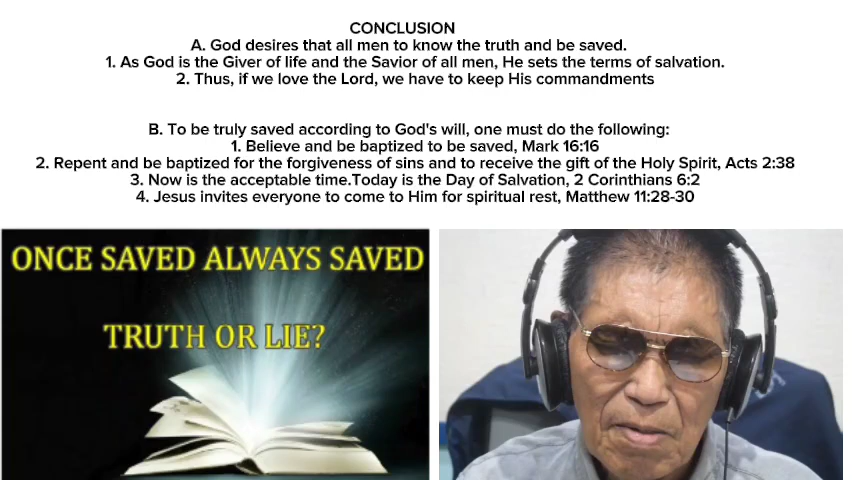 CONCLUSION
A. God desires that all men to know the truth and be saved.
1. As God is the Giver of life and the Savior of all men, He sets the terms of salvation.
2. Thus, if we love the Lord, we have to keep His commandments
B. To be truly saved according to God's will, one must do the following:
1. Believe and be baptized to be saved, Mark 16:16
2. Repent and be baptized for the forgiveness of sins and to receive the gift of the Holy Spirit, Acts 2:38
3. Now is the acceptable time.Today is the Day of Salvation, 2 Corinthians 6:2
4. Jesus invites everyone to come to Him for spiritual rest, Matthew 11:28-30
ONCE SAVED ALWAYS SAVED
TRUTH OR LIE?